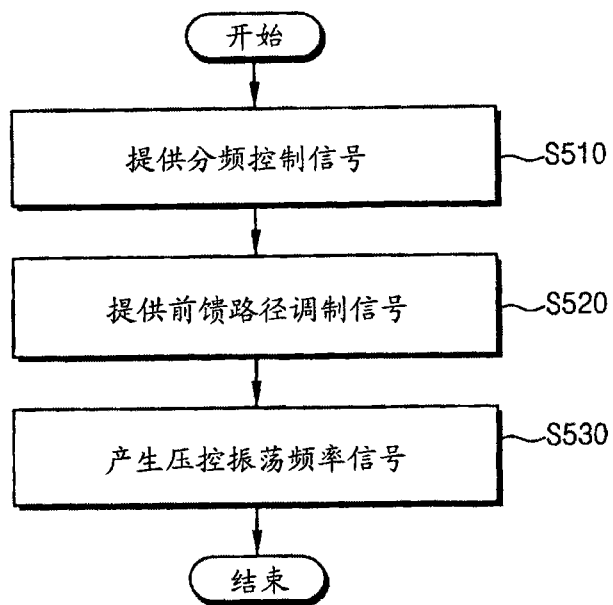 开始
提供分频控制信号
S510
提供前馈路径调制信号
S520
产生压控振荡频率信号
S530
结束